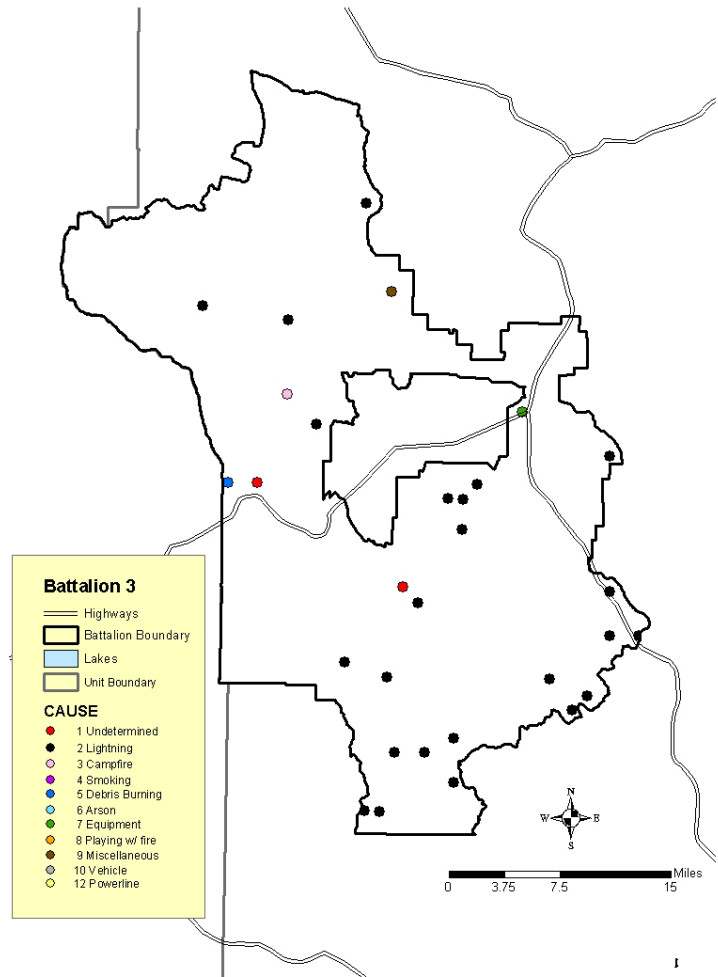 Battalion 3
Highways
Battalion Boundary
Lakes
Unit Boundary
CAUSE
1 Undetermined
2 Lightning
3 Campfire
4 Smoking
5 Debris Burning
6 Arson
7 Equipment
8 Playing w/ fire
9 Miscellaneous
10 Vehicle
12 Powerline
N
W E
S
Miles
0 3.75 7.5 15
1